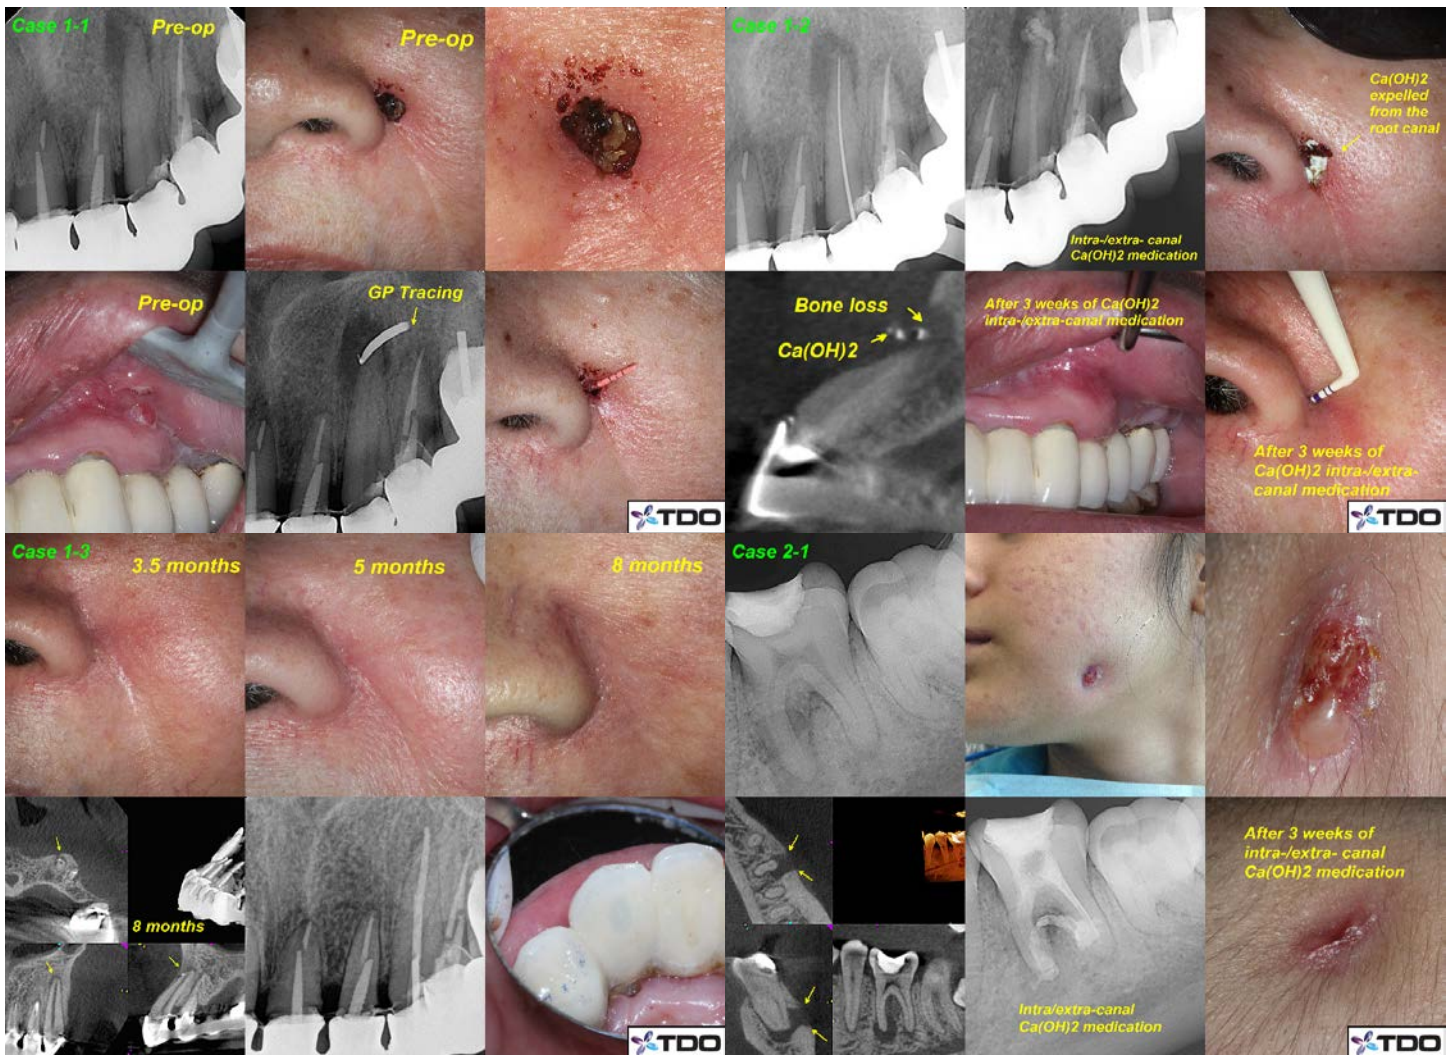 Case 1-1
Pre-op
Pre-op
Case 1-2
Intra-/extra- canal
Ca(OH)2 medication
Ca(OH)2
expelled
from the
root canal
Pre-op
GP Tracing
TDO
Bone loss
Ca(OH)2
After 3 weeks of Ca(OH)2
intra-/extra-canal medication
After 3 weeks of
Ca(OH)2 intra-/extra-
canal medication
TDO
Case 1-3
3.5 months
5 months
8 months
Case 2-1
8 months
TDO
Intra/extra-canal
Ca(OH)2 medication
After 3 weeks of
intra-/extra- canal
Ca(OH)2 medication
TDO